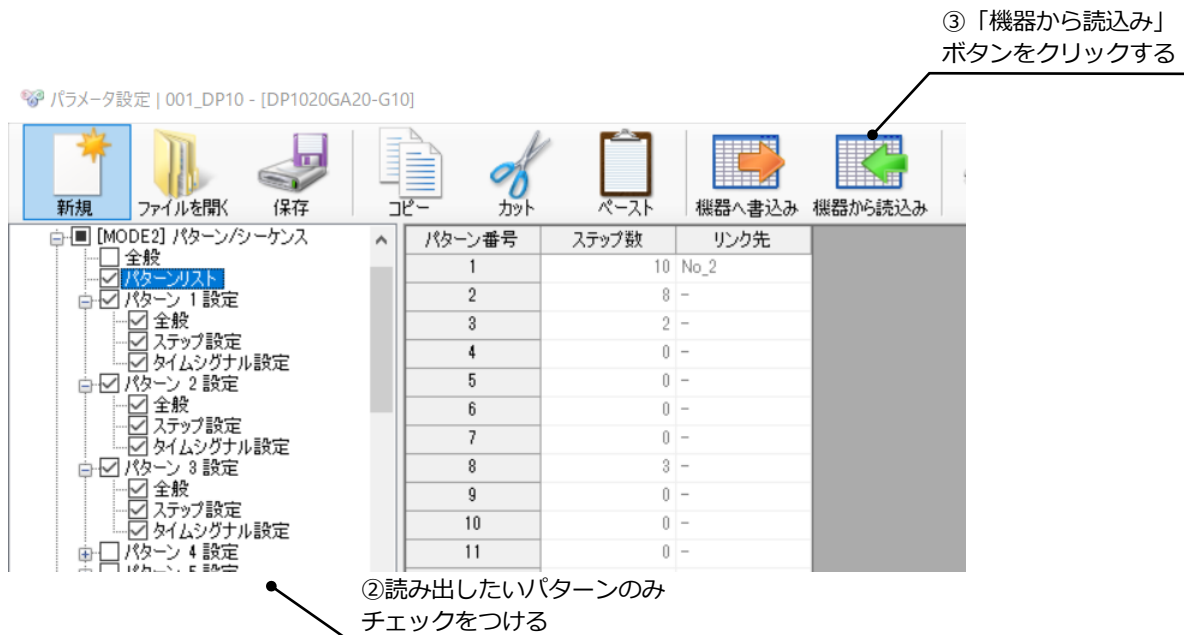 ③「機器から読込み」
ボタンをクリックする
パラメータ設定 | 001_DP10 - [DP1020GA20-G10]
新規 ファイルを開く 保存 コピー カット ペースト 機器へ書込み 機器から読込み
[MODE2] パターン/シーケンス
全般
パターンリスト
パターン 1 設定
全般
ステップ設定
タイムシグナル設定
パターン 2 設定
全般
ステップ設定
タイムシグナル設定
パターン 3 設定
全般
ステップ設定
タイムシグナル設定
パターン 4 設定
パターン 5 設定
パターン番号 ステップ数 リンク先
1 10 No_2
2 8 -
3 2 -
4 0 -
5 0 -
6 0 -
7 0 -
8 3 -
9 0 -
10 0 -
11 0 -
②読み出したいパターンのみ
チェックをつける